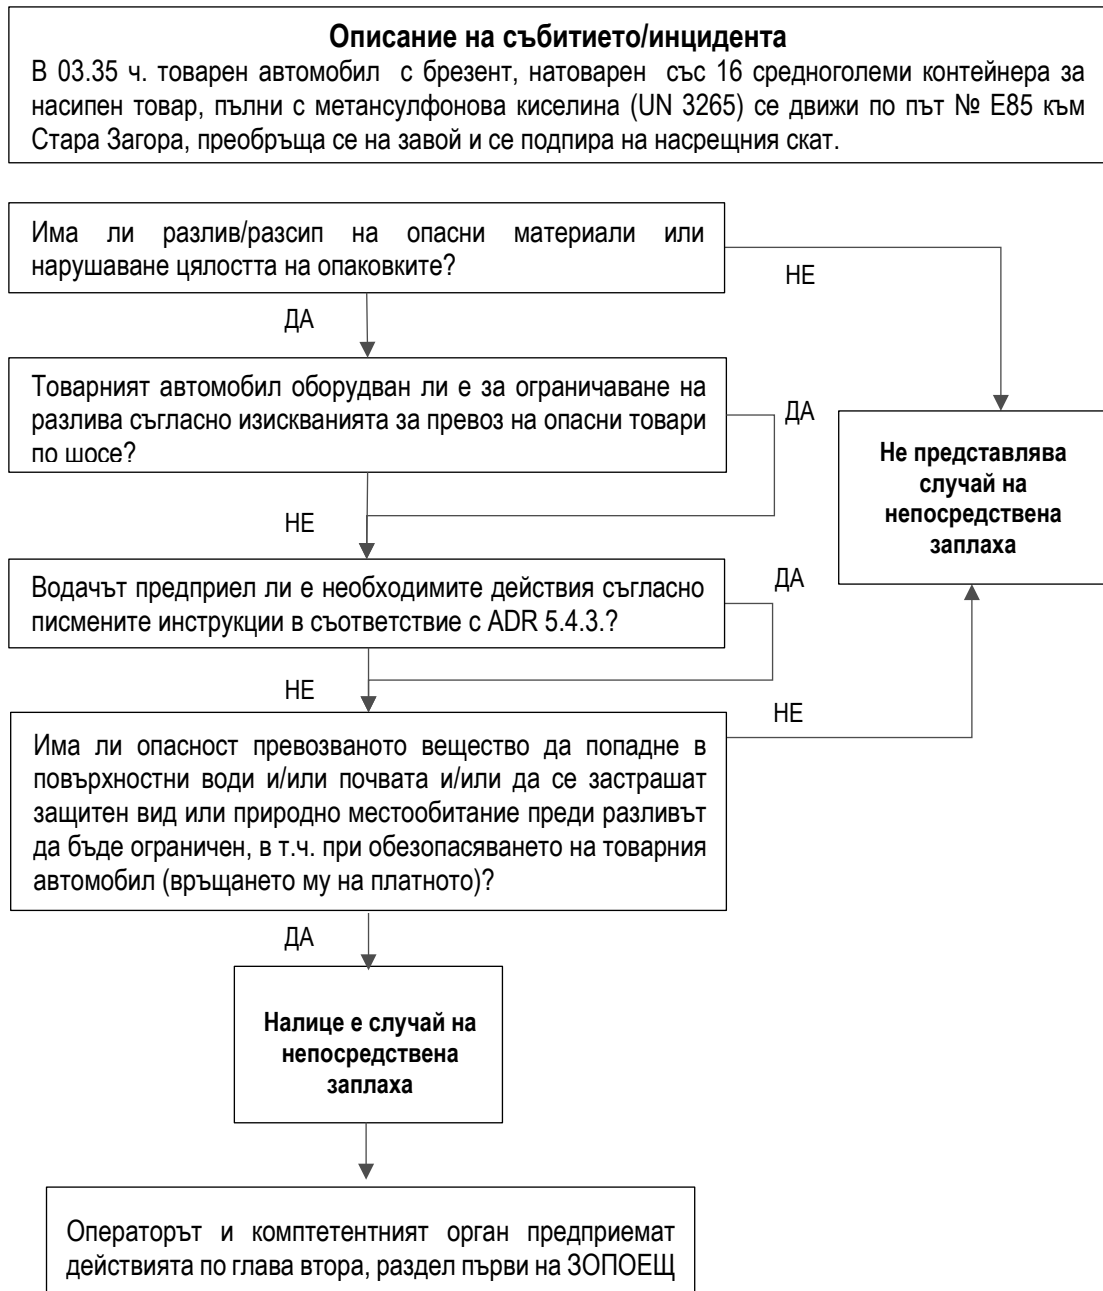 Описание на събитието/инцидента
В 03.35 ч. товарен автомобил с брезент, натоварен със 16 средноголеми контейнера за
насипен товар, пълни с метансулфонова киселина (UN 3265) се движи по път № Е85 към
Стара Загора, преобръща се на завой и се подпира на насрещния скат.
Има ли разлив/разсип на опасни материали или
нарушаване цялостта на опаковките?
НЕ
ДА
Товарният автомобил оборудван ли е за ограничаване на
разлива съгласно изискванията за превоз на опасни товари
по шосе?
ДА
Не представлява
случай на
непосредствена
заплаха
НЕ
Водачът предприел ли е необходимите действия съгласно
писмените инструкции в съответствие с ADR 5.4.3.?
ДА
НЕ
НЕ
Има ли опасност превозваното вещество да попадне в
повърхностни води и/или почвата и/или да се застрашат
защитен вид или природно местообитание преди разливът
да бъде ограничен, в т.ч. при обезопасяването на товарния
автомобил (връщането му на платното)?
ДА
Налице е случай на
непосредствена
заплаха
Операторът и комптетентният орган предприемат
действията по глава втора, раздел първи на ЗОПОЕЩ